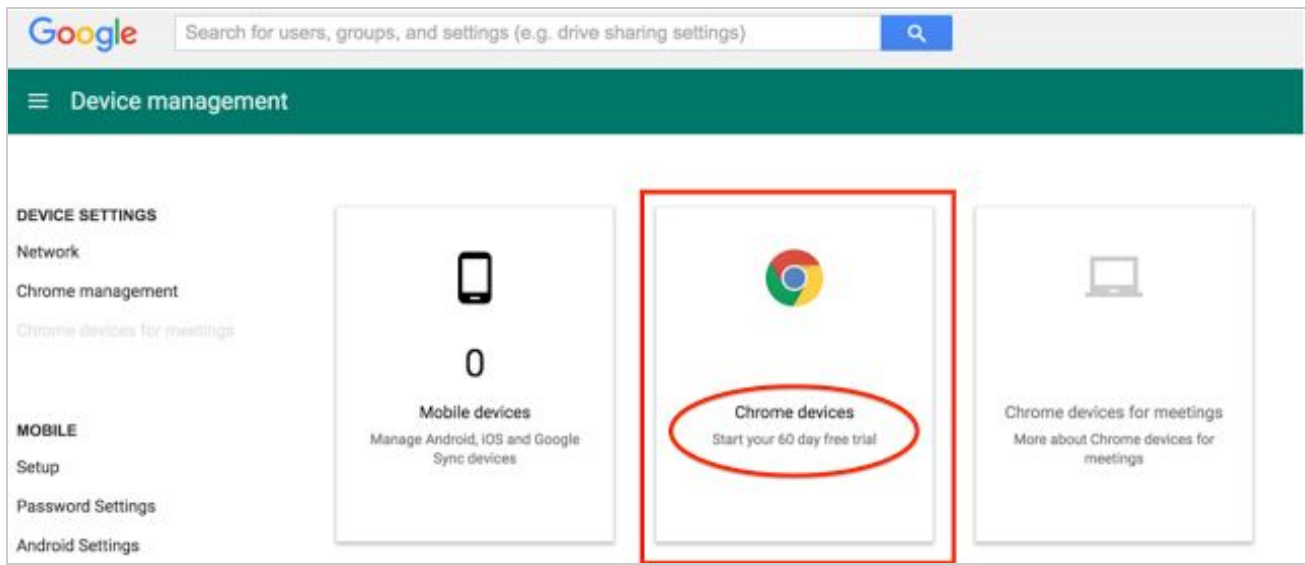 Google
Search for users, groups, and settings (e.g. drive sharing settings)
Device management
DEVICE SETTINGS
Network
Chrome management
Chrome devices for meetings
MOBILE
Setup
Password Settings
Android Settings
0
Mobile devices
Manage Android, iOS and Google
Sync devices
Chrome devices
Start your 60 day free trial
Chrome devices for meetings
More about Chrome devices for
meetings